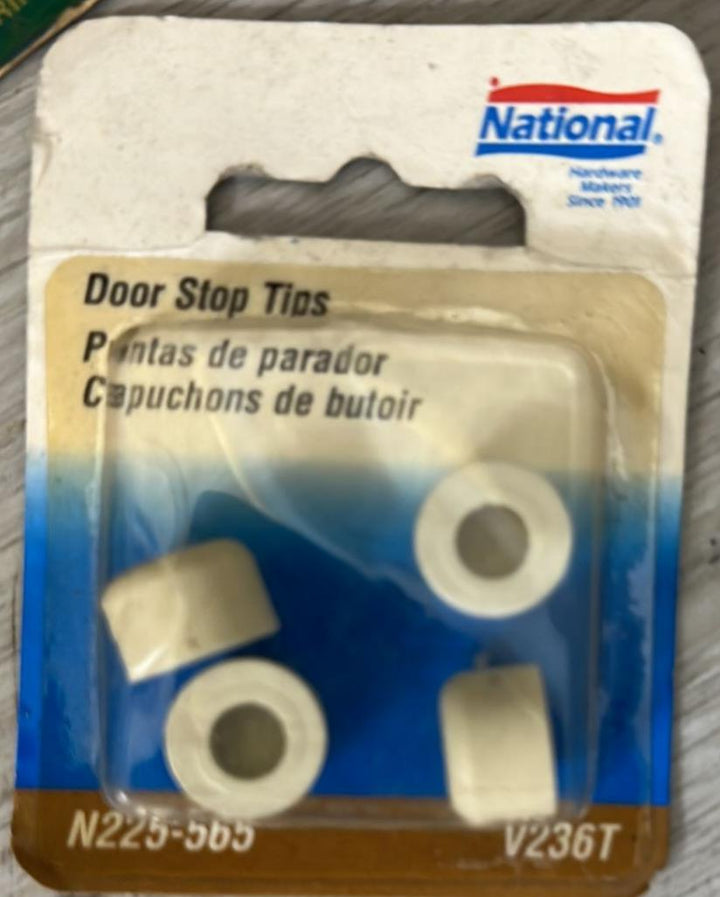 National.
Hardware
Makers
Since 1901
Door Stop Tips
Puntas de parador
Capuchons de butoir
N225-565
V236T